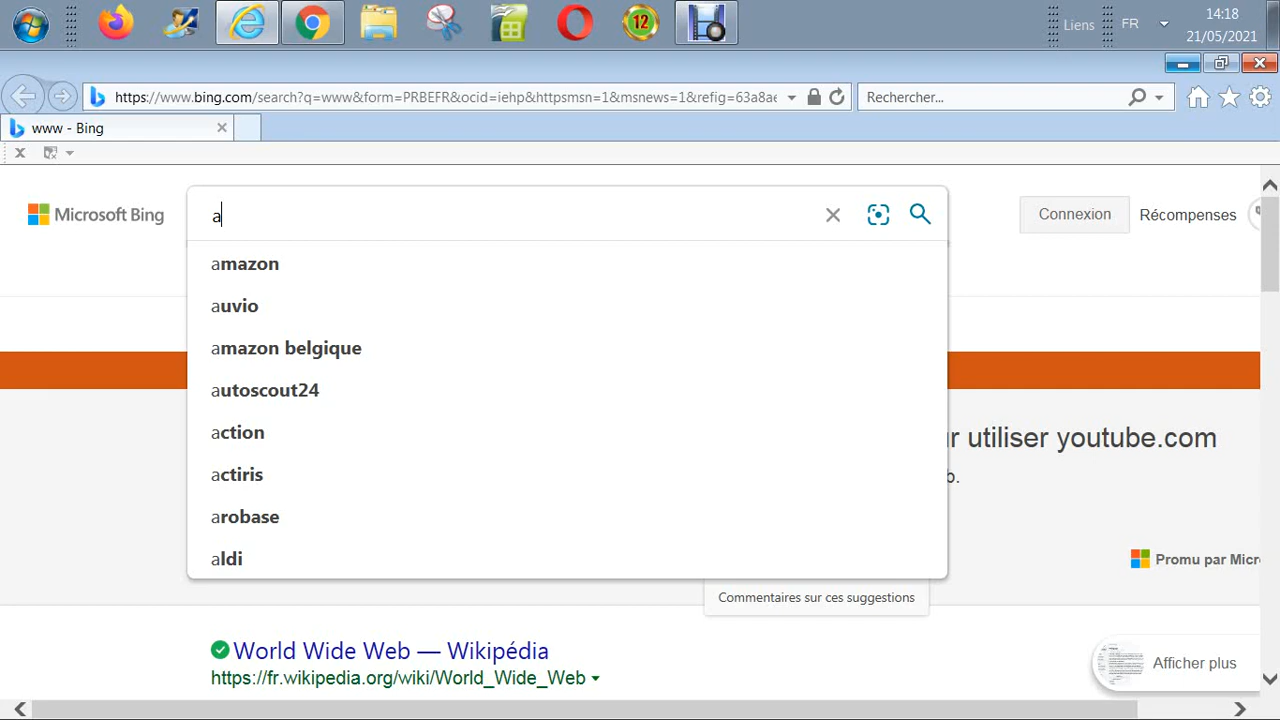 12
Liens
FR
14:18
21/05/2021
https://www.bing.com/search?q=www&form=PRBEFR&ocid=iehp&httpsmsn=1&msnews=1&refig=63a8ae
Rechercher...
www - Bing
Microsoft Bing
a
Connexion
Récompenses
amazon
auvio
amazon belgique
autoscout24
action
actiris
arobase
aldi
utiliser youtube.com
Promu par
Commentaires sur ces suggestions
World Wide Web — Wikipédia
https://fr.wikipedia.org/wiki/World_Wide_Web
Afficher plus